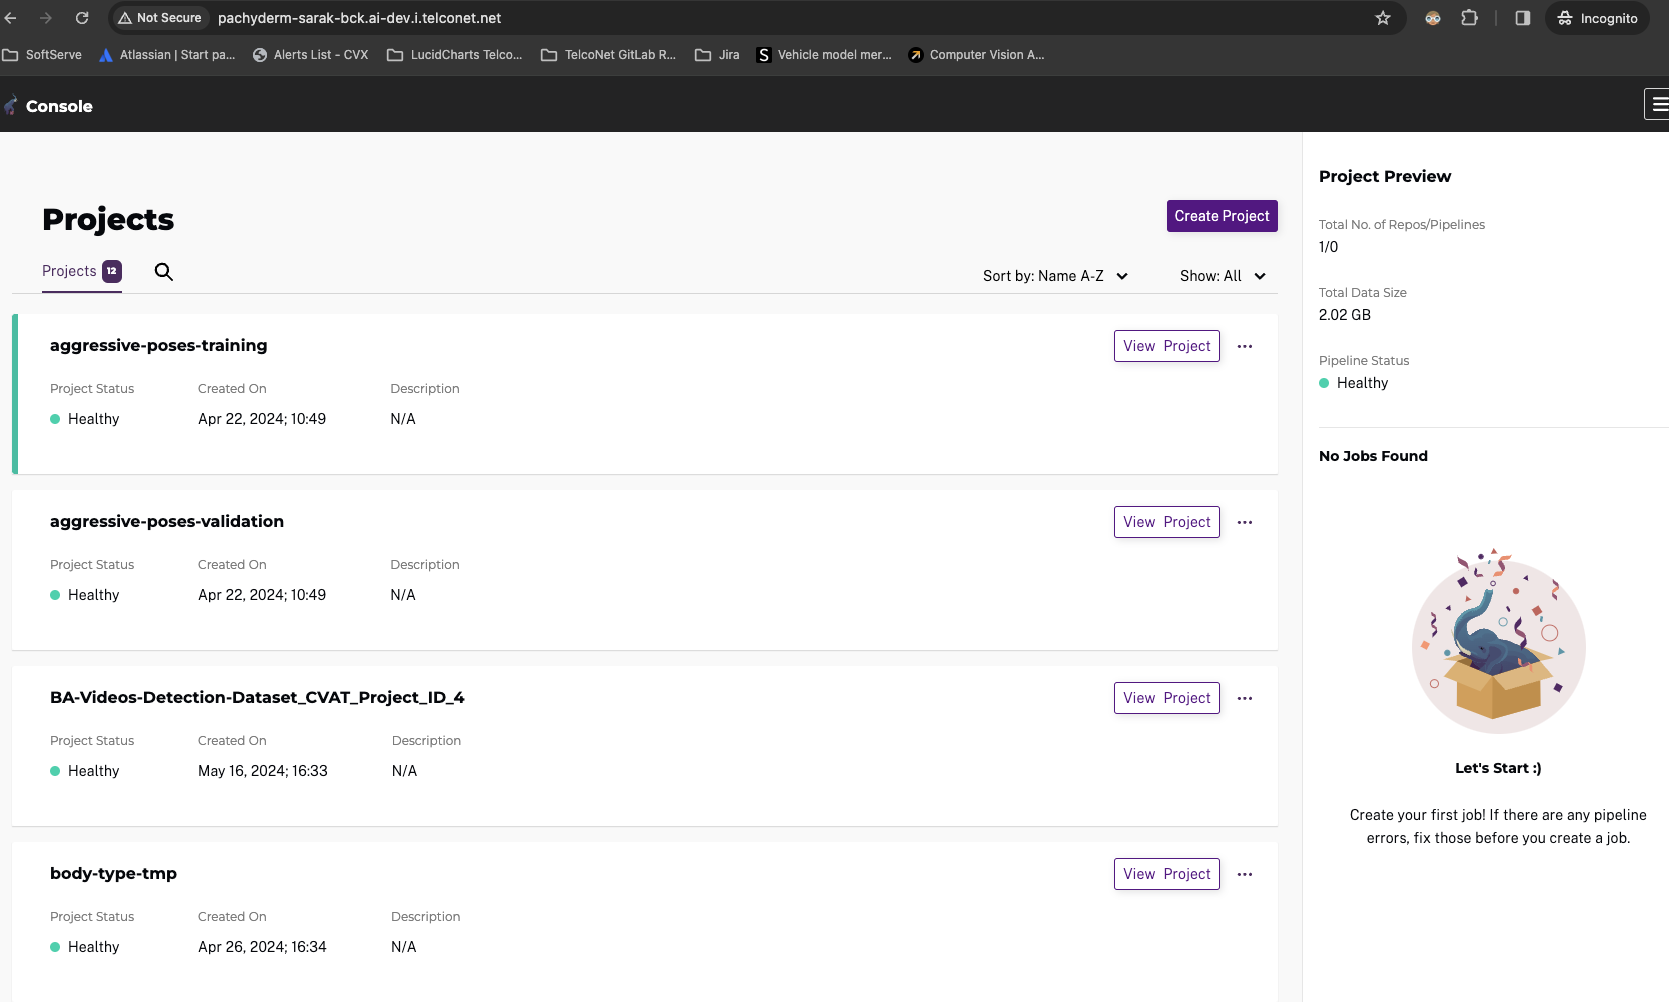 Not Secure pachyderm-sarak-bck.ai-dev.i.telconet.net Incognito
SoftServe Atlassian | Start pa... Alerts List - CVX LucidCharts Telco... TelcoNet GitLab R... Jira Vehicle model mer... Computer Vision A...
Console
Projects
Create Project
Projects 12
Sort by: Name A-Z Show: All
aggressive-poses-training
View Project
Project Status Created On Description
Healthy Apr 22, 2024; 10:49 N/A
aggressive-poses-validation
View Project
Project Status Created On Description
Healthy Apr 22, 2024; 10:49 N/A
BA-Videos-Detection-Dataset_CVAT_Project_ID_4
View Project
Project Status Created On Description
Healthy May 16, 2024; 16:33 N/A
body-type-tmp
View Project
Project Status Created On Description
Healthy Apr 26, 2024; 16:34 N/A
Project Preview
Total No. of Repos/Pipelines
1/0
Total Data Size
2.02 GB
Pipeline Status
Healthy
No Jobs Found
Let's Start :)
Create your first job! If there are any pipeline
errors, fix those before you create a job.